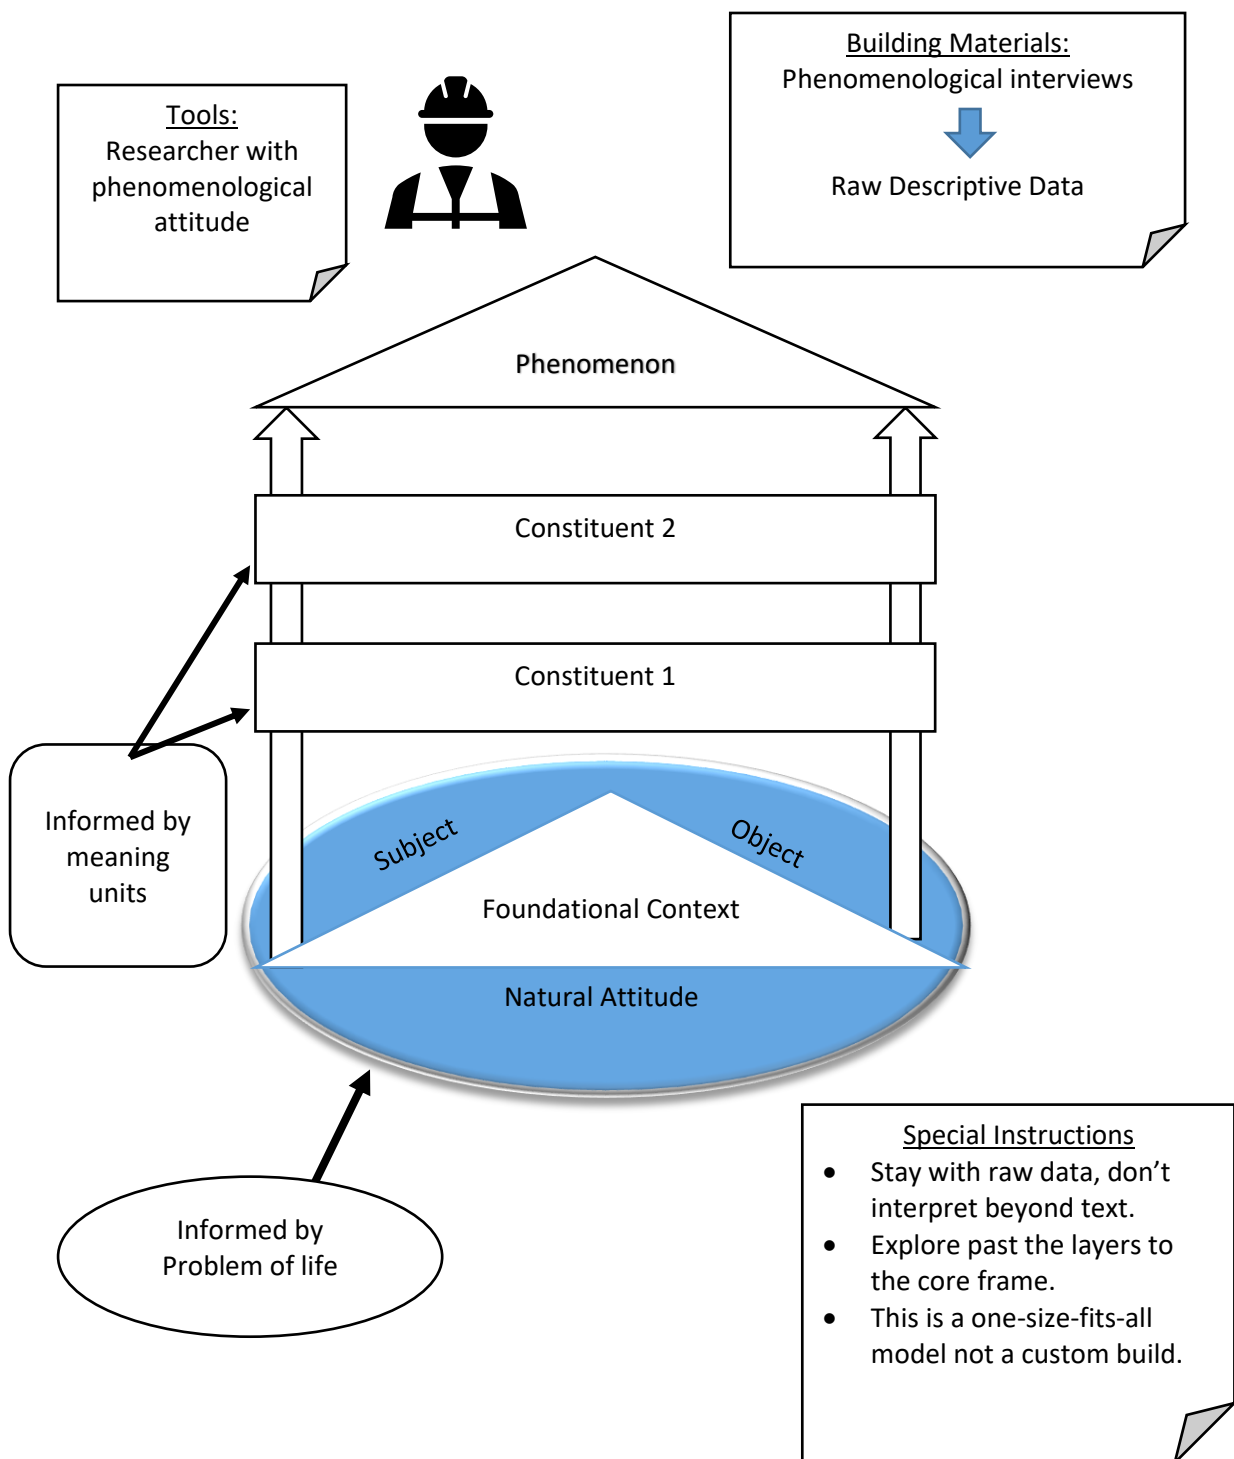 Tools:
Researcher with
phenomenological
attitude
Building Materials:
Phenomenological interviews
Raw Descriptive Data
Phenomenon
Constituent 2
Constituent 1
Informed by
meaning
units
Subject
Object
Foundational Context
Natural Attitude
Informed by
Problem of life
Special Instructions
• Stay with raw data, don’t
interpret beyond text.
• Explore past the layers to
the core frame.
• This is a one-size-fits-all
model not a custom build.